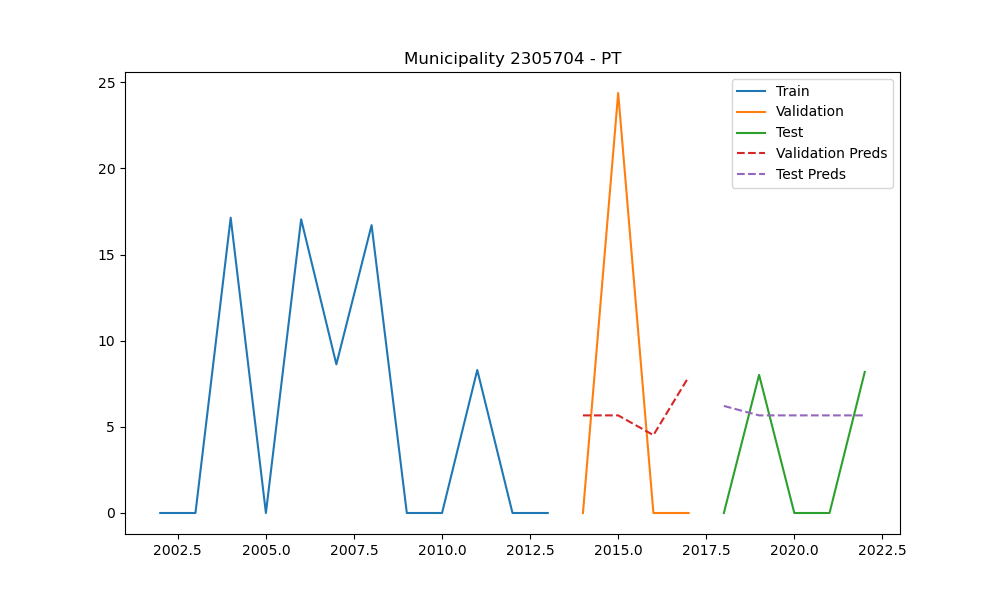 Municipality 2305704 - PT
25
20
15
10
5
0
2002.5 2005.0 2007.5 2010.0 2012.5 2015.0 2017.5 2020.0 2022.5
Train
Validation
Test
Validation Preds
Test Preds